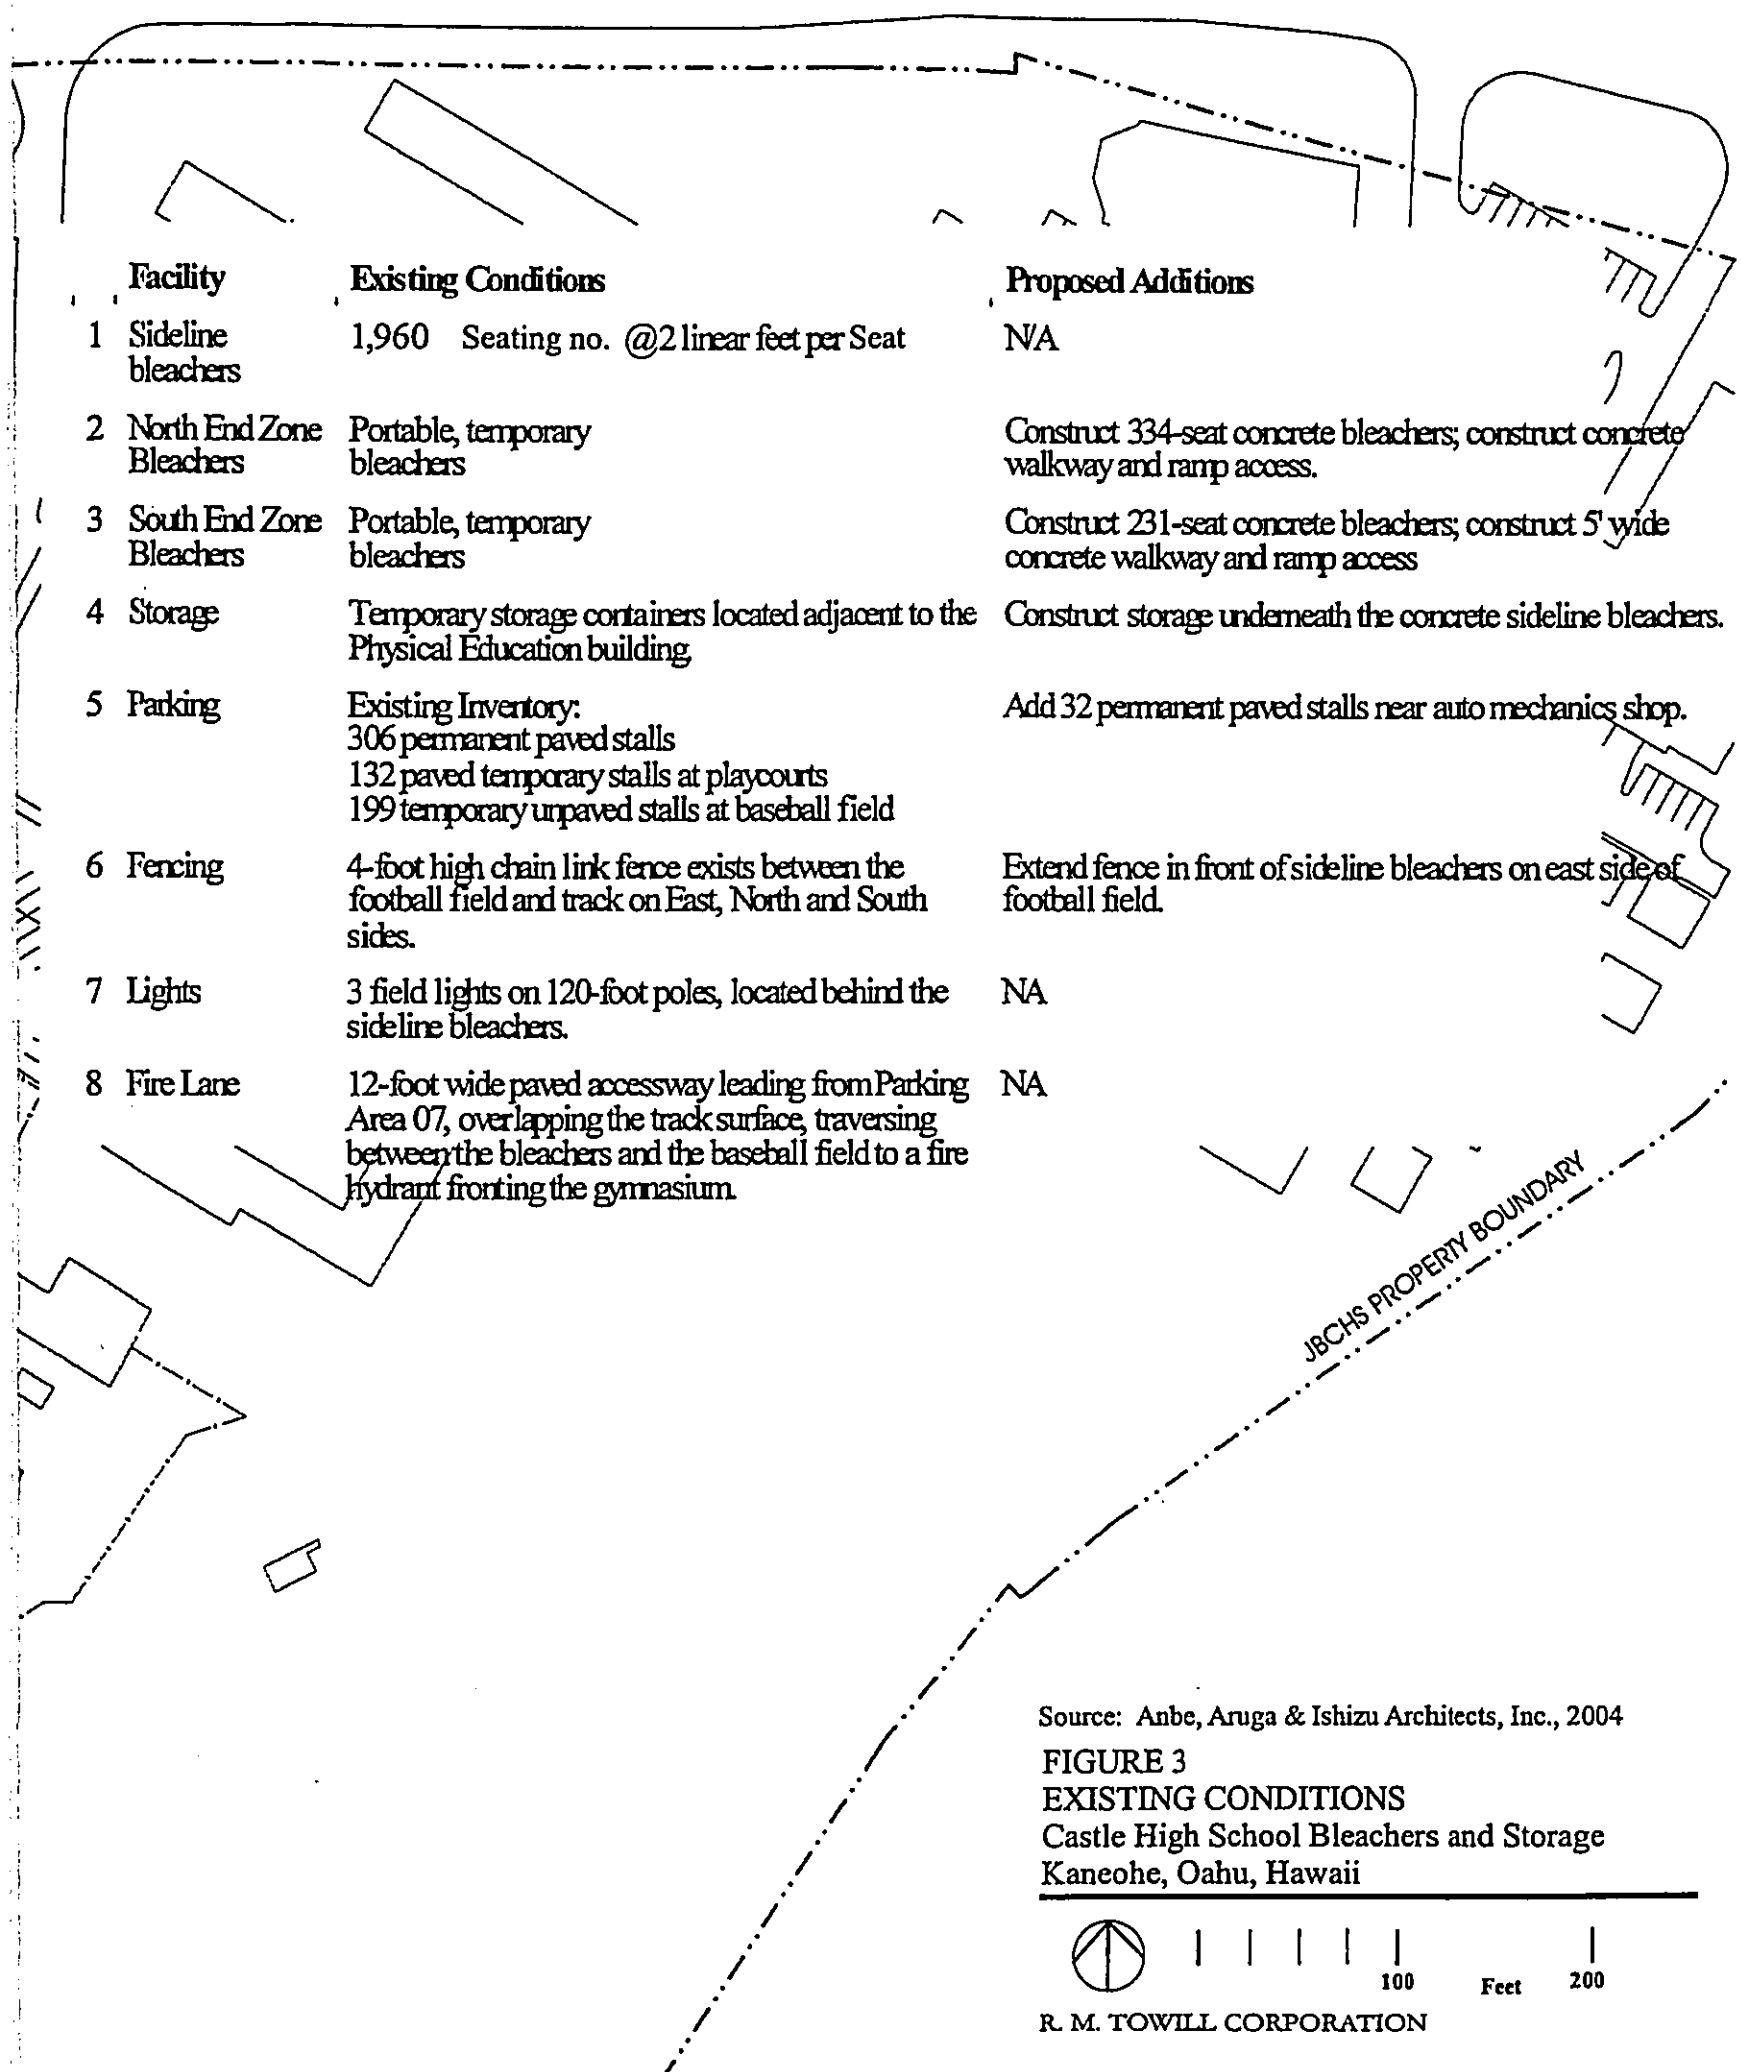 Facility Existing Conditions Proposed Additions
1 Sideline 1,960 Seating no. @2 linear feet per Seat N/A
bleachers
2 North End Zone Portable, temporary Construct 334-seat concrete bleachers; construct concrete
Bleachers bleachers walkway and ramp access.
3 South End Zone Portable, temporary Construct 231-seat concrete bleachers; construct 5' wide
Bleachers bleachers concrete walkway and ramp access
4 Storage Temporary storage containers located adjacent to the Construct storage underneath the concrete sideline bleachers.
Physical Education building.
5 Parking Existing Inventory: Add 32 permanent paved stalls near auto mechanics shop.
306 permanent paved stalls
132 paved temporary stalls at playcourts
199 temporary unpaved stalls at baseball field
6 Fencing 4-foot high chain link fence exists between the Extend fence in front of sideline bleachers on east side of
football field and track on East, North and South football field.
sides.
7 Lights 3 field lights on 120-foot poles, located behind the NA
sideline bleachers.
8 Fire Lane 12-foot wide paved accessway leading from Parking NA
Area 07, overlapping the track surface, traversing
between the bleachers and the baseball field to a fire
hydrant fronting the gymnasium.
JBCHS PROPERTY BOUNDARY
Source: Anbe, Aruga & Ishizu Architects, Inc., 2004
FIGURE 3
EXISTING CONDITIONS
Castle High School Bleachers and Storage
Kaneohe, Oahu, Hawaii
100 Feet 200
R. M. TOWILL CORPORATION